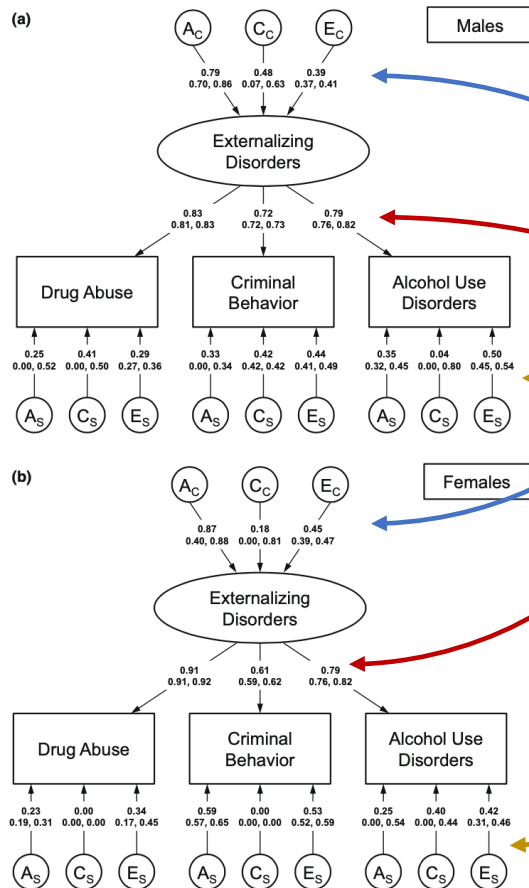 (a)
A_C C_C E_C
Males
0.79 0.48 0.39
0.70, 0.86 0.07, 0.63 0.37, 0.41
Externalizing
Disorders
0.83 0.72 0.79
0.81, 0.83 0.72, 0.73 0.76, 0.82
Drug Abuse
Criminal
Behavior
Alcohol Use
Disorders
0.25 0.41 0.29 0.33 0.42 0.44 0.35 0.04 0.50
0.00, 0.52 0.00, 0.50 0.27, 0.36 0.00, 0.34 0.42, 0.42 0.41, 0.49 0.32, 0.45 0.00, 0.80 0.45, 0.54
A_S C_S E_S A_S C_S E_S A_S C_S E_S
(b)
A_C C_C E_C
Females
0.87 0.18 0.45
0.40, 0.88 0.00, 0.81 0.39, 0.47
Externalizing
Disorders
0.91 0.61 0.79
0.91, 0.92 0.59, 0.62 0.76, 0.82
Drug Abuse
Criminal
Behavior
Alcohol Use
Disorders
0.23 0.00 0.34 0.59 0.00 0.53 0.25 0.40 0.42
0.19, 0.31 0.00, 0.00 0.17, 0.45 0.57, 0.65 0.00, 0.00 0.52, 0.59 0.00, 0.54 0.00, 0.44 0.31, 0.46
A_S C_S E_S A_S C_S E_S A_S C_S E_S